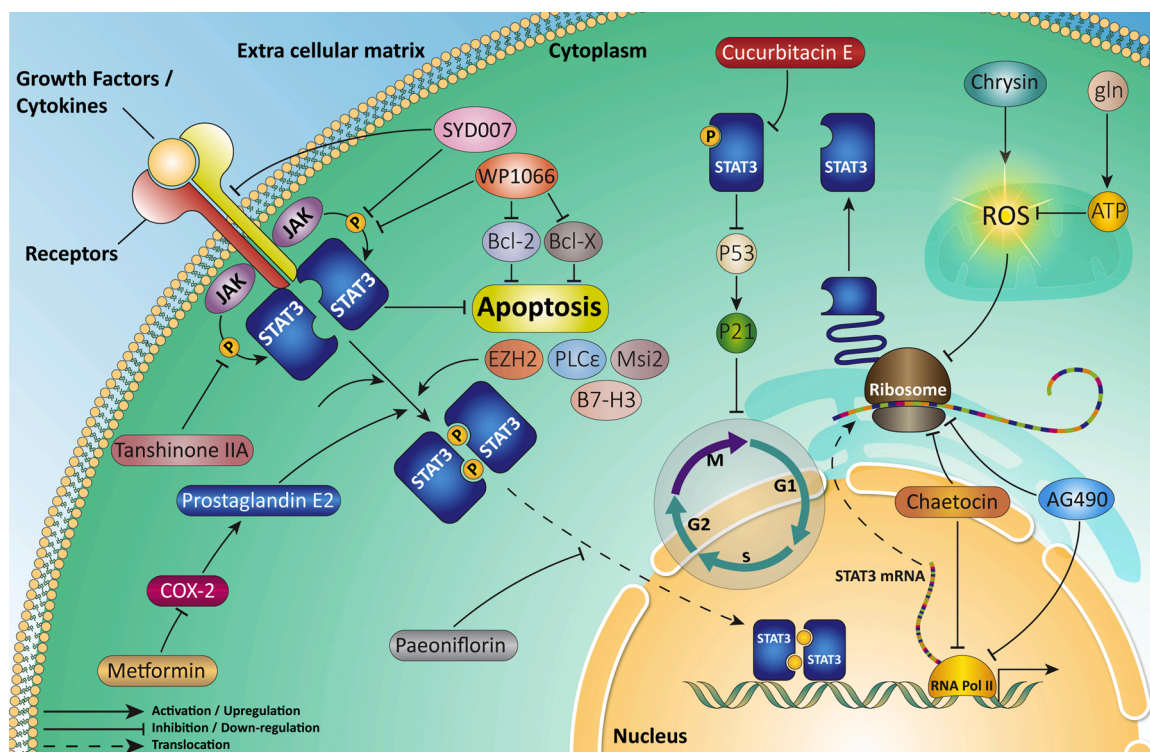 Extra cellular matrix
Cytoplasm
Growth Factors /
Cytokines
Receptors
SYD007
WP1066
Bcl-2
Bcl-X
Apoptosis
JAK
P
STAT3
STAT3
JAK
P
EZH2
PLCε
Msi2
B7-H3
Tanshinone IIA
Prostaglandin E2
COX-2
Metformin
P
STAT3
P
STAT3
Paeoniflorin
Cucurbitacin E
P
STAT3
STAT3
P53
P21
Chrysin
gln
ROS
ATP
Ribosome
M
G1
G2
S
Chaetocin
AG490
STAT3 mRNA
STAT3
STAT3
RNA Pol II
Nucleus
Activation / Upregulation
Inhibition / Down-regulation
Translocation